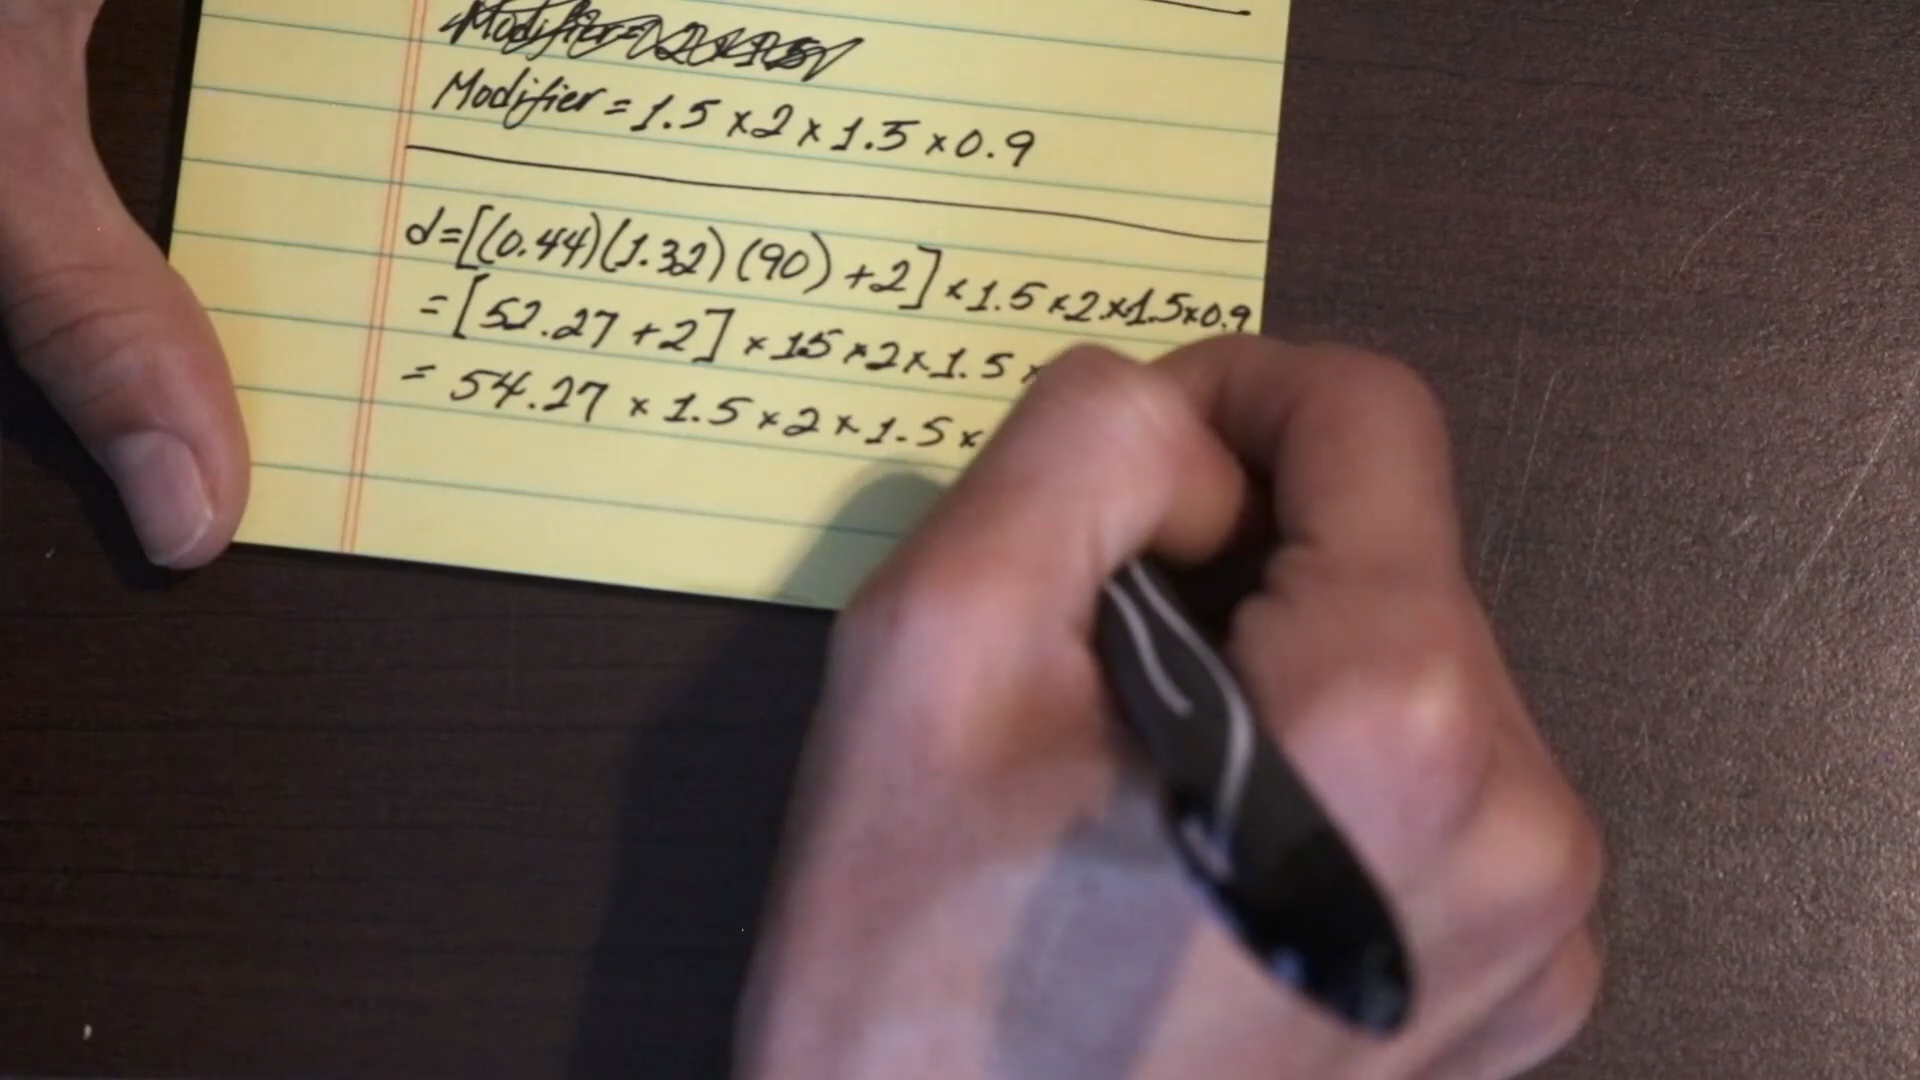 Modifier = 1.5 × 2 × 1.5 × 0.9
d=[(0.44)(1.32)(90) +2] × 1.5 × 2 × 1.5 × 0.9
= [52.27 +2] × 1.5 × 2 × 1.5 ×
= 54.27 × 1.5 × 2 × 1.5 ×